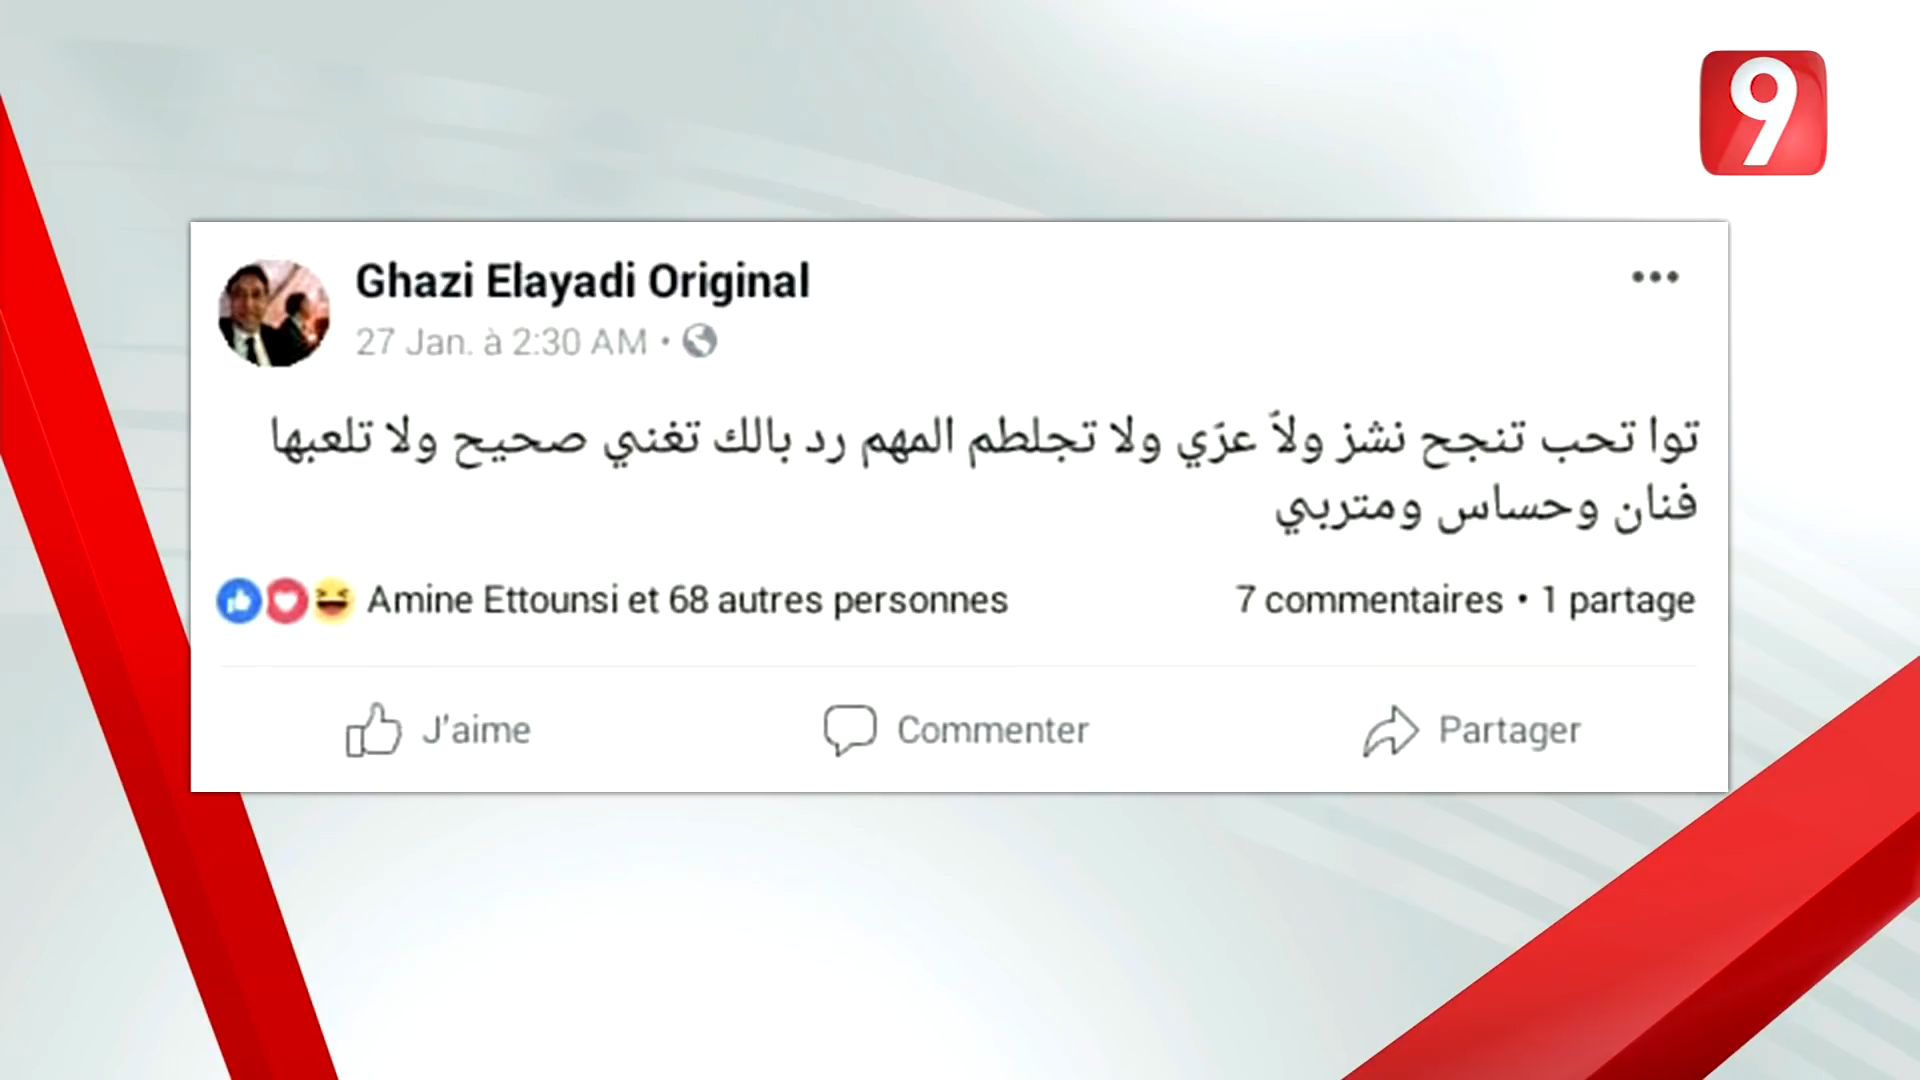 9
Ghazi Elayadi Original
27 Jan. à 2:30 AM •
توا تحب تنجح نشز ولاّ عرّي ولا تجلطم المهم رد بالك تغني صحيح ولا تلعبها
فنان وحساس ومتربي
Amine Ettounsi et 68 autres personnes
7 commentaires • 1 partage
J'aime
Commenter
Partager